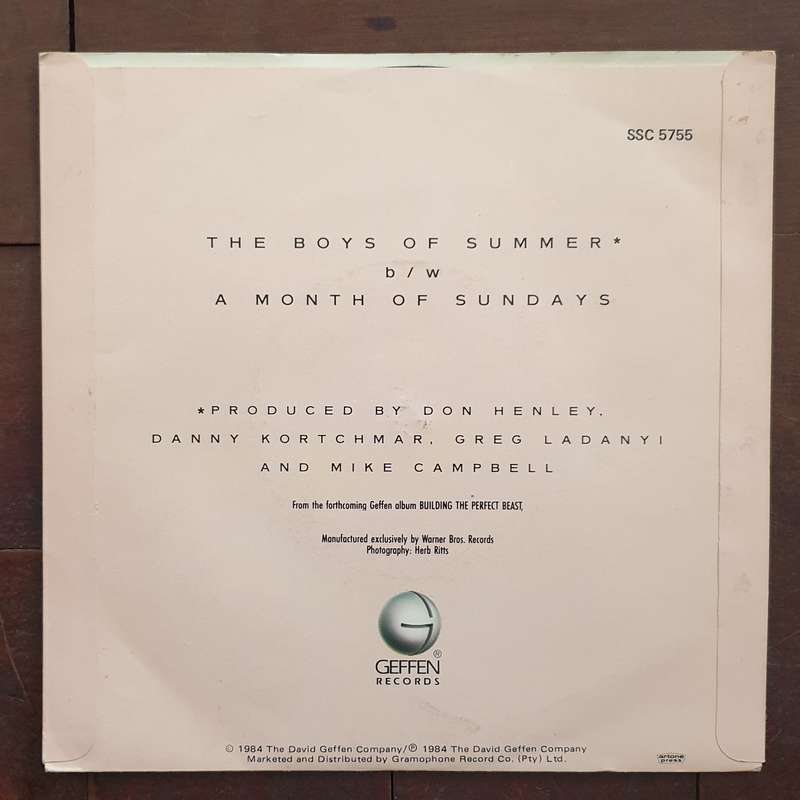 SSC 5755
THE BOYS OF SUMMER*
b/w
A MONTH OF SUNDAYS
*PRODUCED BY DON HENLEY,
DANNY KORTCHMAR, GREG LADANYI
AND MIKE CAMPBELL
From the forthcoming Geffen album BUILDING THE PERFECT BEAST,
Manufactured exclusively by Warner Bros. Records
Photography: Herb Ritts
G
®
GEFFEN
RECORDS
© 1984 The David Geffen Company/℗ 1984 The David Geffen Company
Marketed and Distributed by Gramophone Record Co. (Pty) Ltd.
artone
press